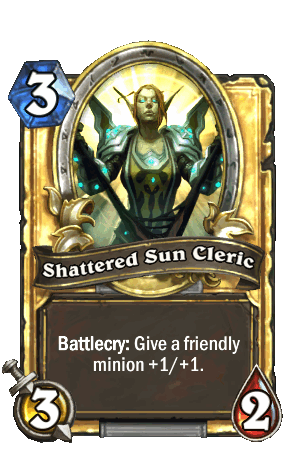 3
Shattered Sun Cleric
Battlecry: Give a friendly
minion +1/+1.
3
2